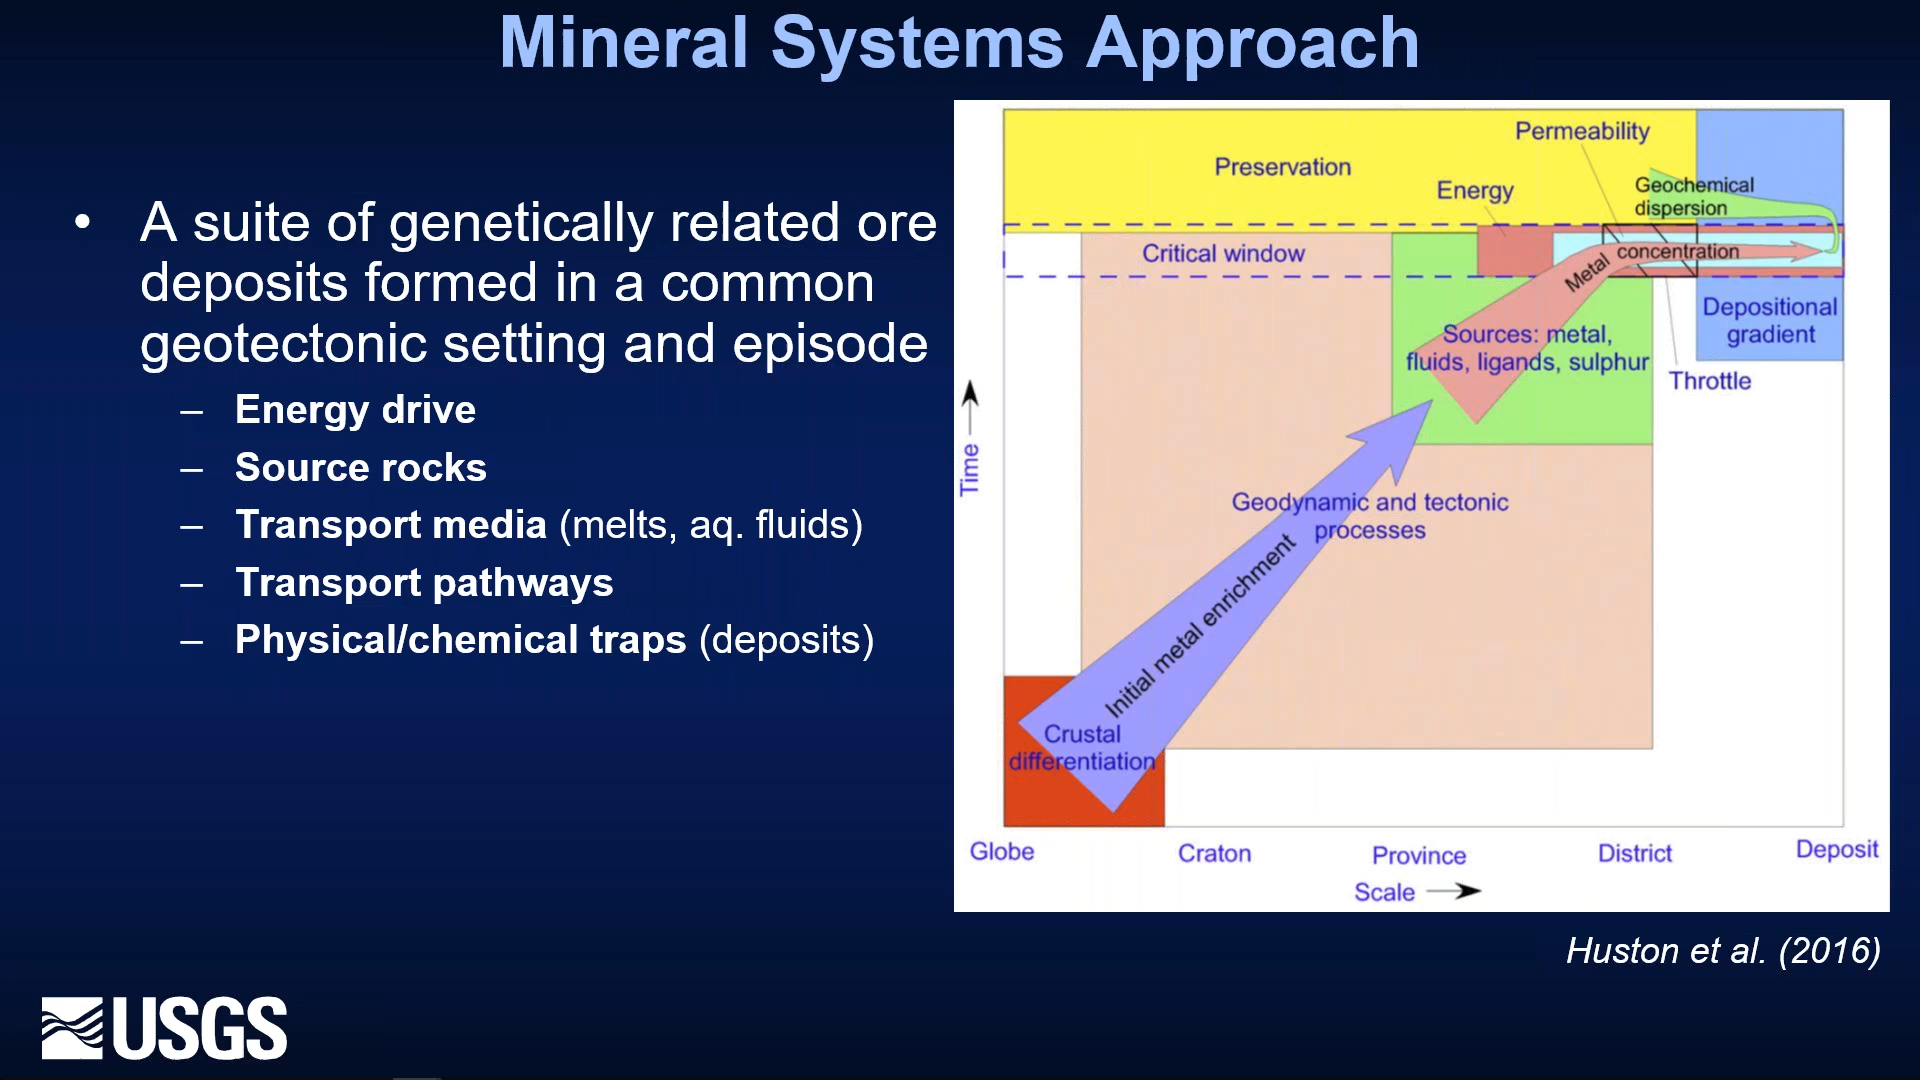 Mineral Systems Approach
• A suite of genetically related ore
deposits formed in a common
geotectonic setting and episode
– Energy drive
– Source rocks
– Transport media (melts, aq. fluids)
– Transport pathways
– Physical/chemical traps (deposits)
Permeability
Preservation
Energy
Geochemical
dispersion
Critical window
Metal concentration
Depositional
gradient
Sources: metal,
fluids, ligands, sulphur
Throttle
Time
Geodynamic and tectonic
processes
Initial metal enrichment
Crustal
differentiation
Globe Craton Province District Deposit
Scale
Huston et al. (2016)
USGS